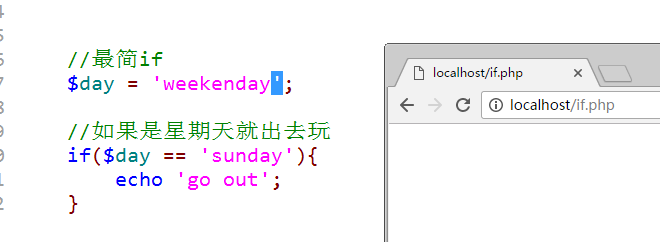 //最简if
$day = 'weekenday';
//如果是星期天就出去玩
if($day == 'sunday'){
echo 'go out';
}
localhost/if.php
localhost/if.php